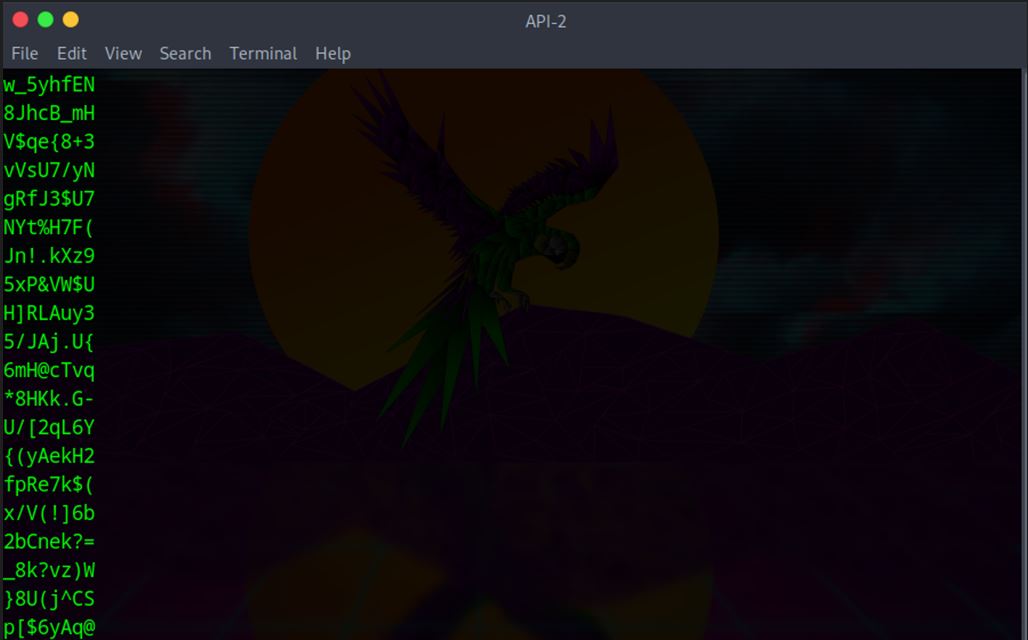 API-2
File Edit View Search Terminal Help
w_5yhfEN
8JhcB_mH
V$qe{8+3
vVsU7/yN
gRfJ3$U7
NYt%H7F(
Jn!.kXz9
5xP&VW$U
H]RLAuy3
5/JAj.U{
6mH@cTvq
*8HKk.G-
U/[2qL6Y
{(yAekH2
fpRe7k$(
x/V(!]6b
2bCnek?=
_8k?vz)W
}8U(j^CS
p[$6yAq@